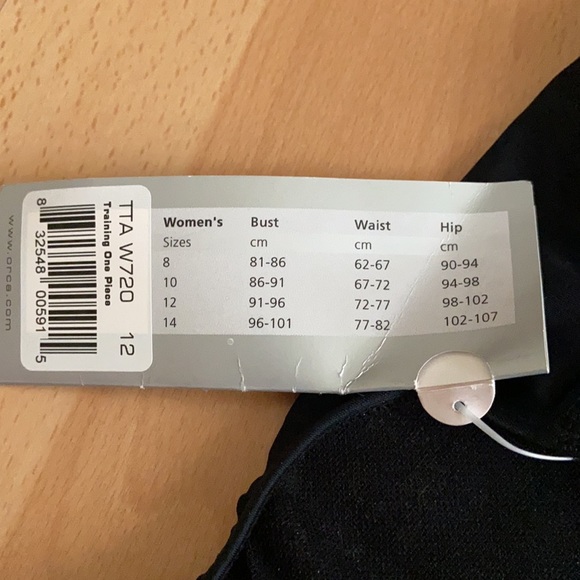 www.orca.com
TTA W720 12
Training One Piece
8 32548 00591 5
Women's Bust Waist Hip
Sizes cm cm cm
8 81-86 62-67 90-94
10 86-91 67-72 94-98
12 91-96 72-77 98-102
14 96-101 77-82 102-107